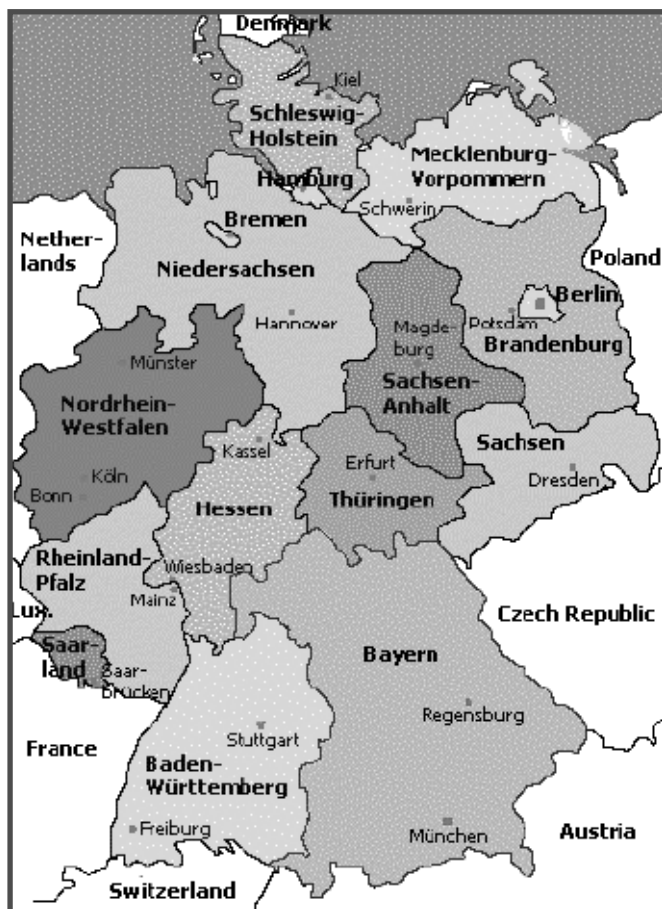 Denmark
Kiel
Schleswig-
Holstein
Mecklenburg-
Vorpommern
Hamburg
Schwerin
Bremen
Nether-
lands
Niedersachsen
Poland
Berlin
Hannover
Magde-
burg
Potsdam
Brandenburg
Münster
Sachsen-
Anhalt
Nordrhein-
Westfalen
Kassel
Sachsen
Köln
Bonn
Erfurt
Dresden
Hessen
Thüringen
Rheinland-
Pfalz
Wiesbaden
Mainz
Lux.
Czech Republic
Saar-
land
Saar-
brücken
Bayern
Regensburg
France
Stuttgart
Baden-
Württemberg
Freiburg
München
Austria
Switzerland